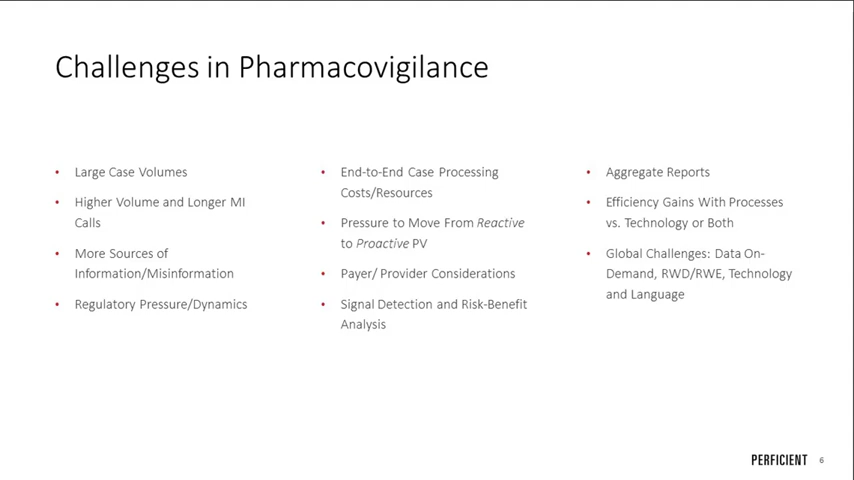 Challenges in Pharmacovigilance
• Large Case Volumes
• Higher Volume and Longer MI
Calls
• More Sources of
Information/Misinformation
• Regulatory Pressure/Dynamics
• End-to-End Case Processing
Costs/Resources
• Pressure to Move From Reactive
to Proactive PV
• Payer/ Provider Considerations
• Signal Detection and Risk-Benefit
Analysis
• Aggregate Reports
• Efficiency Gains With Processes
vs. Technology or Both
• Global Challenges: Data On-
Demand, RWD/RWE, Technology
and Language
PERFICIENT 6